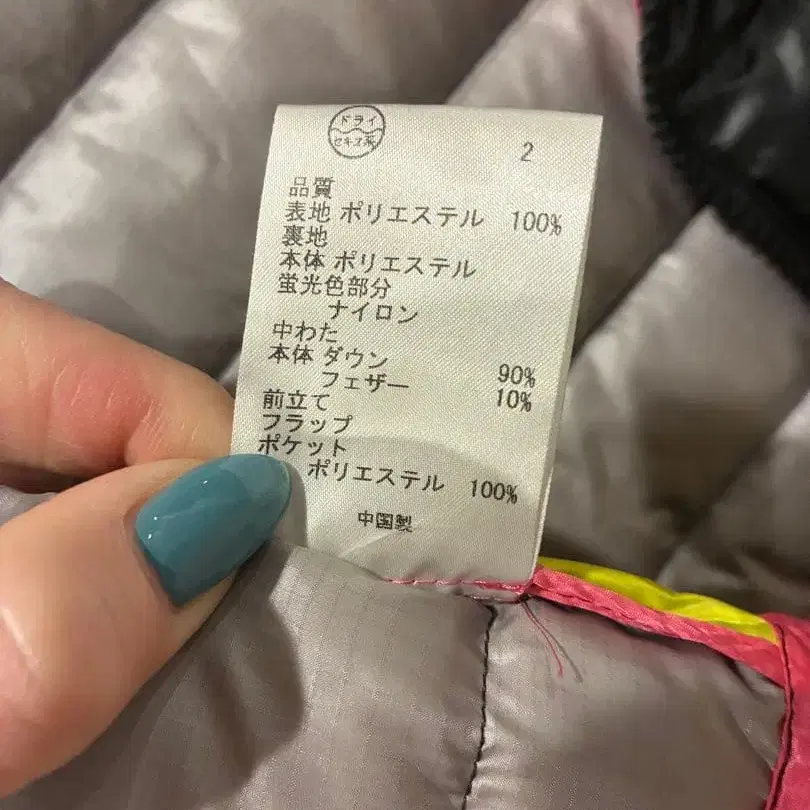 ドライ
セキユ系
2
品質
表地 ポリエステル 100%
裏地
本体 ポリエステル
蛍光色部分
ナイロン
中わた
本体 ダウン 90%
フェザー 10%
前立て
フラップ
ポケット
ポリエステル 100%
中国製